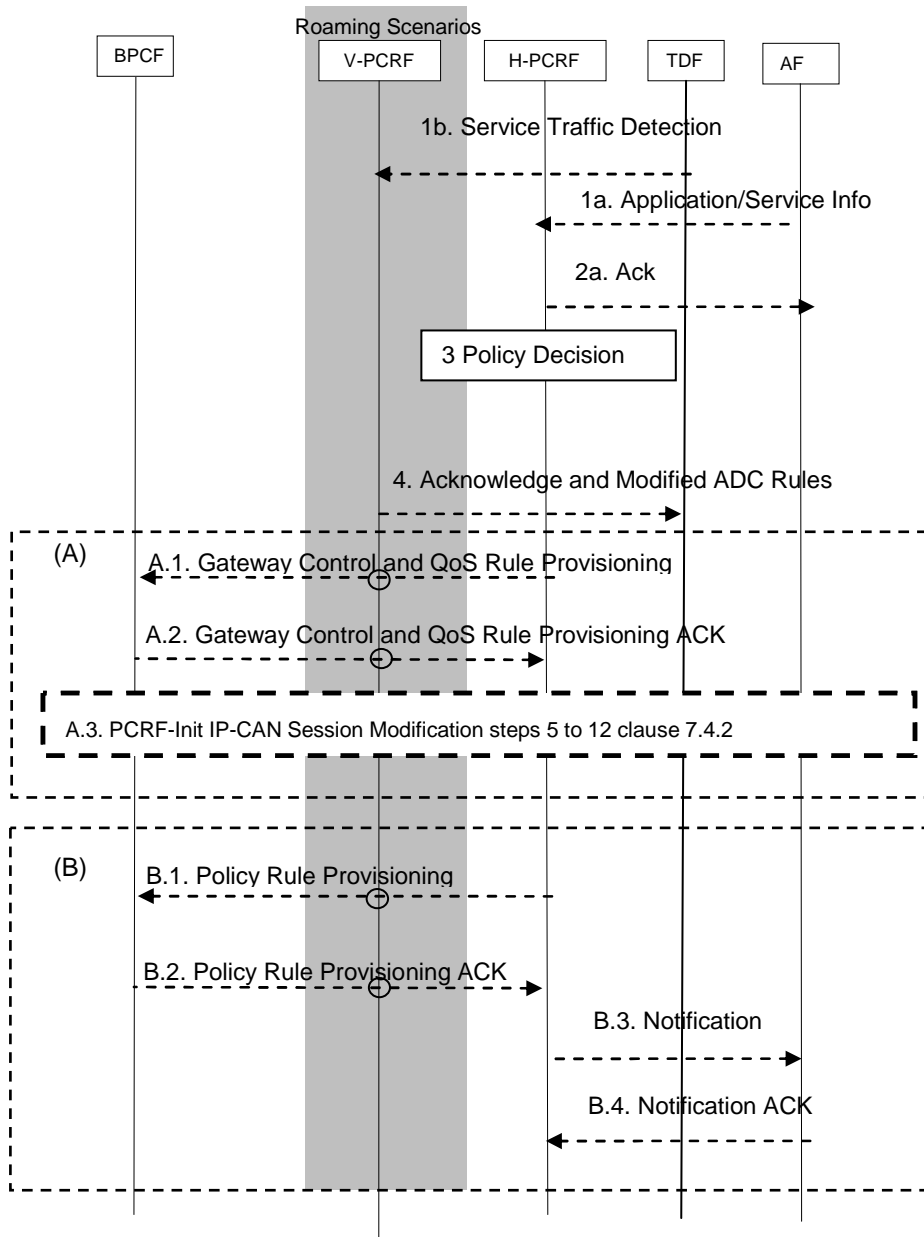 Roaming Scenarios
BPCF
V-PCRF
H-PCRF
TDF
AF
1b. Service Traffic Detection
1a. Application/Service Info
2a. Ack
3 Policy Decision
4. Acknowledge and Modified ADC Rules
(A)
A.1. Gateway Control and QoS Rule Provisioning
A.2. Gateway Control and QoS Rule Provisioning ACK
A.3. PCRF-Init IP-CAN Session Modification steps 5 to 12 clause 7.4.2
(B)
B.1. Policy Rule Provisioning
B.2. Policy Rule Provisioning ACK
B.3. Notification
B.4. Notification ACK